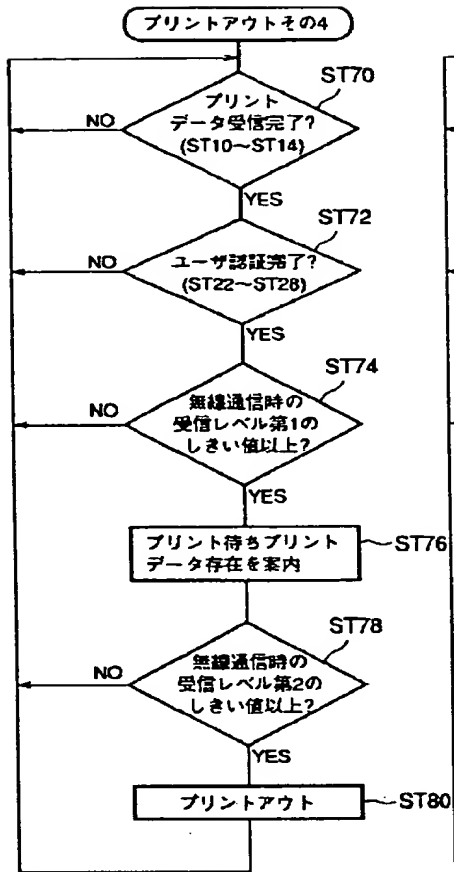 プリントアウトその4
ST70
プリント
データ受信完了?
(ST10～ST14)
NO
YES
ST72
ユーザ認証完了?
(ST22～ST28)
NO
YES
ST74
無線通信時の
受信レベル第1の
しきい値以上?
NO
YES
プリント待ちプリント
データ存在を案内
ST76
ST78
無線通信時の
受信レベル第2の
しきい値以上?
NO
YES
プリントアウト
ST80